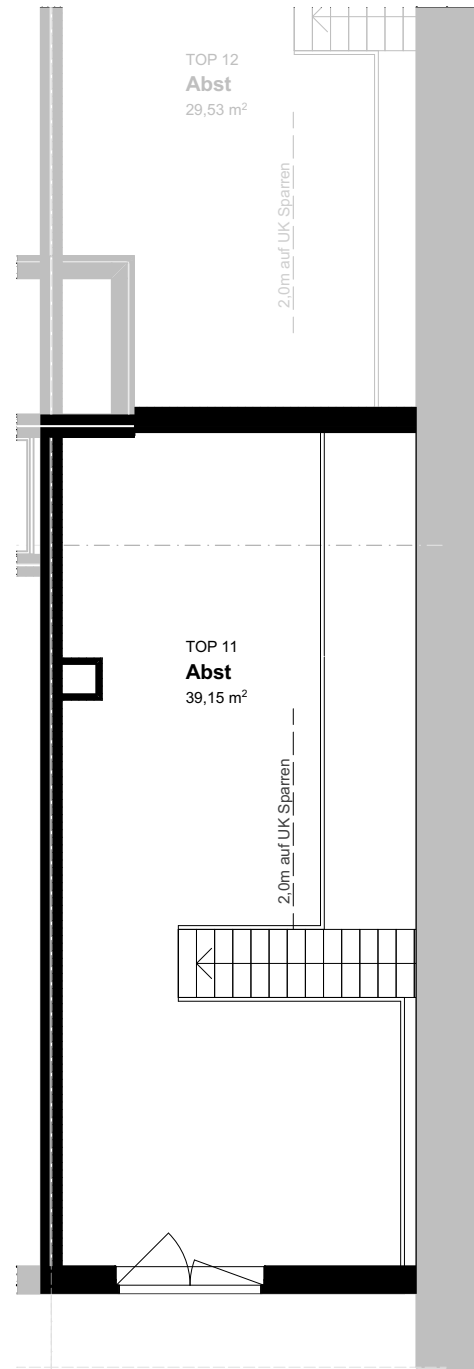 TOP 12
Abst
29,53 m²
2,0m auf UK Sparren
TOP 11
Abst
39,15 m²
2,0m auf UK Sparren